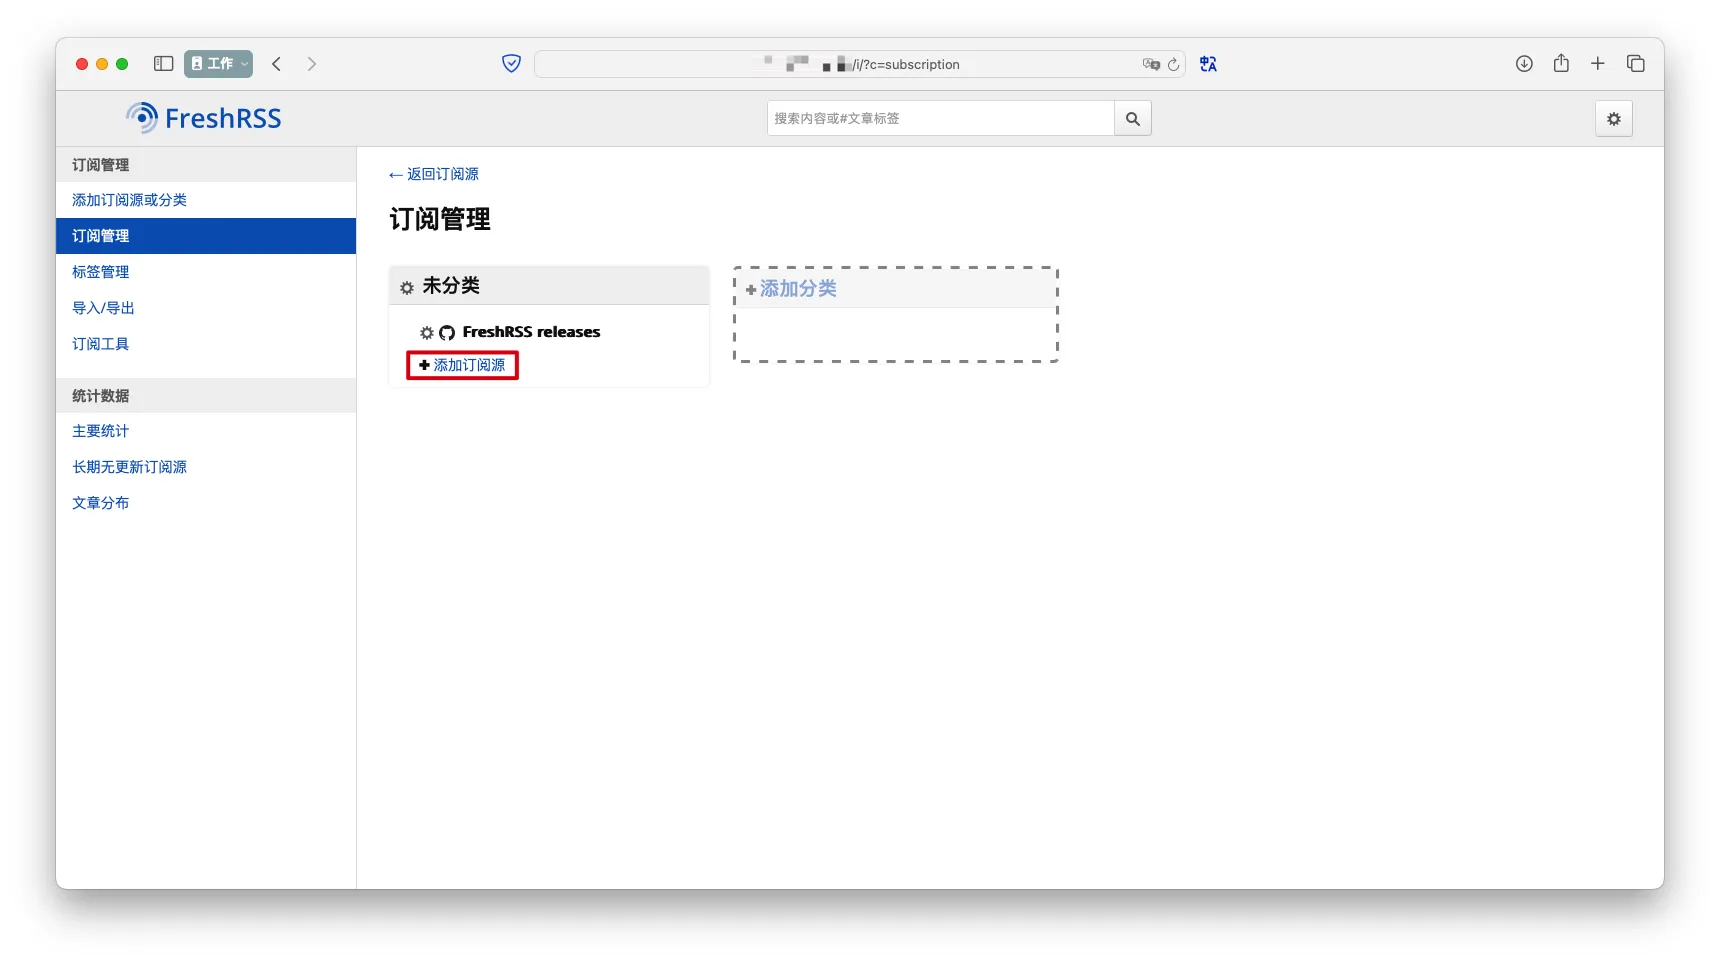 工作
/i/?c=subscription
FreshRSS
搜索内容或#文章标签
订阅管理
添加订阅源或分类
订阅管理
标签管理
导入/导出
订阅工具
统计数据
主要统计
长期无更新订阅源
文章分布
← 返回订阅源
订阅管理
未分类
FreshRSS releases
+ 添加订阅源
+ 添加分类